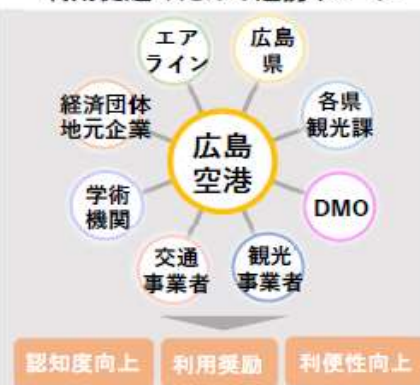 エア
ライン
広島
県
経済団体
地元企業
各県
観光課
広島
空港
学術
機関
DMO
交通
事業者
観光
事業者
認知度向上
利用奨励
利便性向上